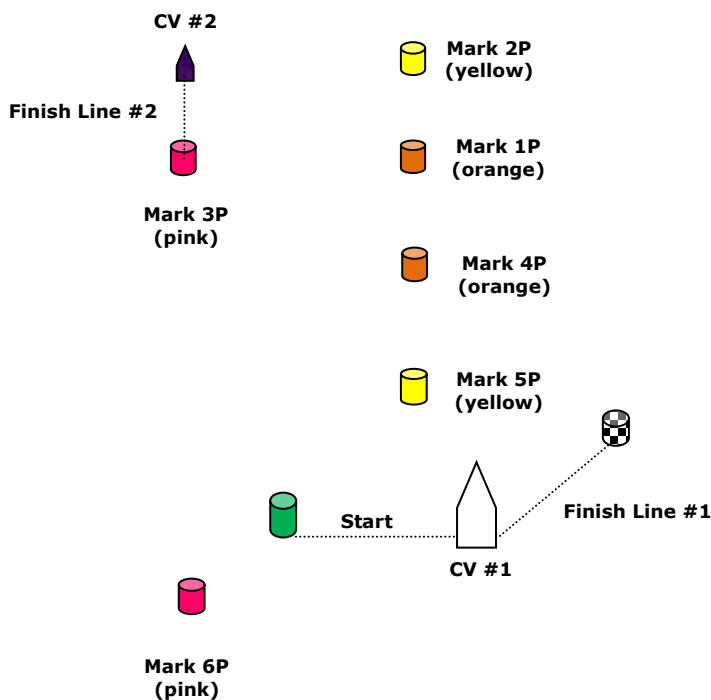 CV #2
Mark 2P
(yellow)
Finish Line #2
Mark 1P
(orange)
Mark 3P
(pink)
Mark 4P
(orange)
Mark 5P
(yellow)
Start
Finish Line #1
CV #1
Mark 6P
(pink)